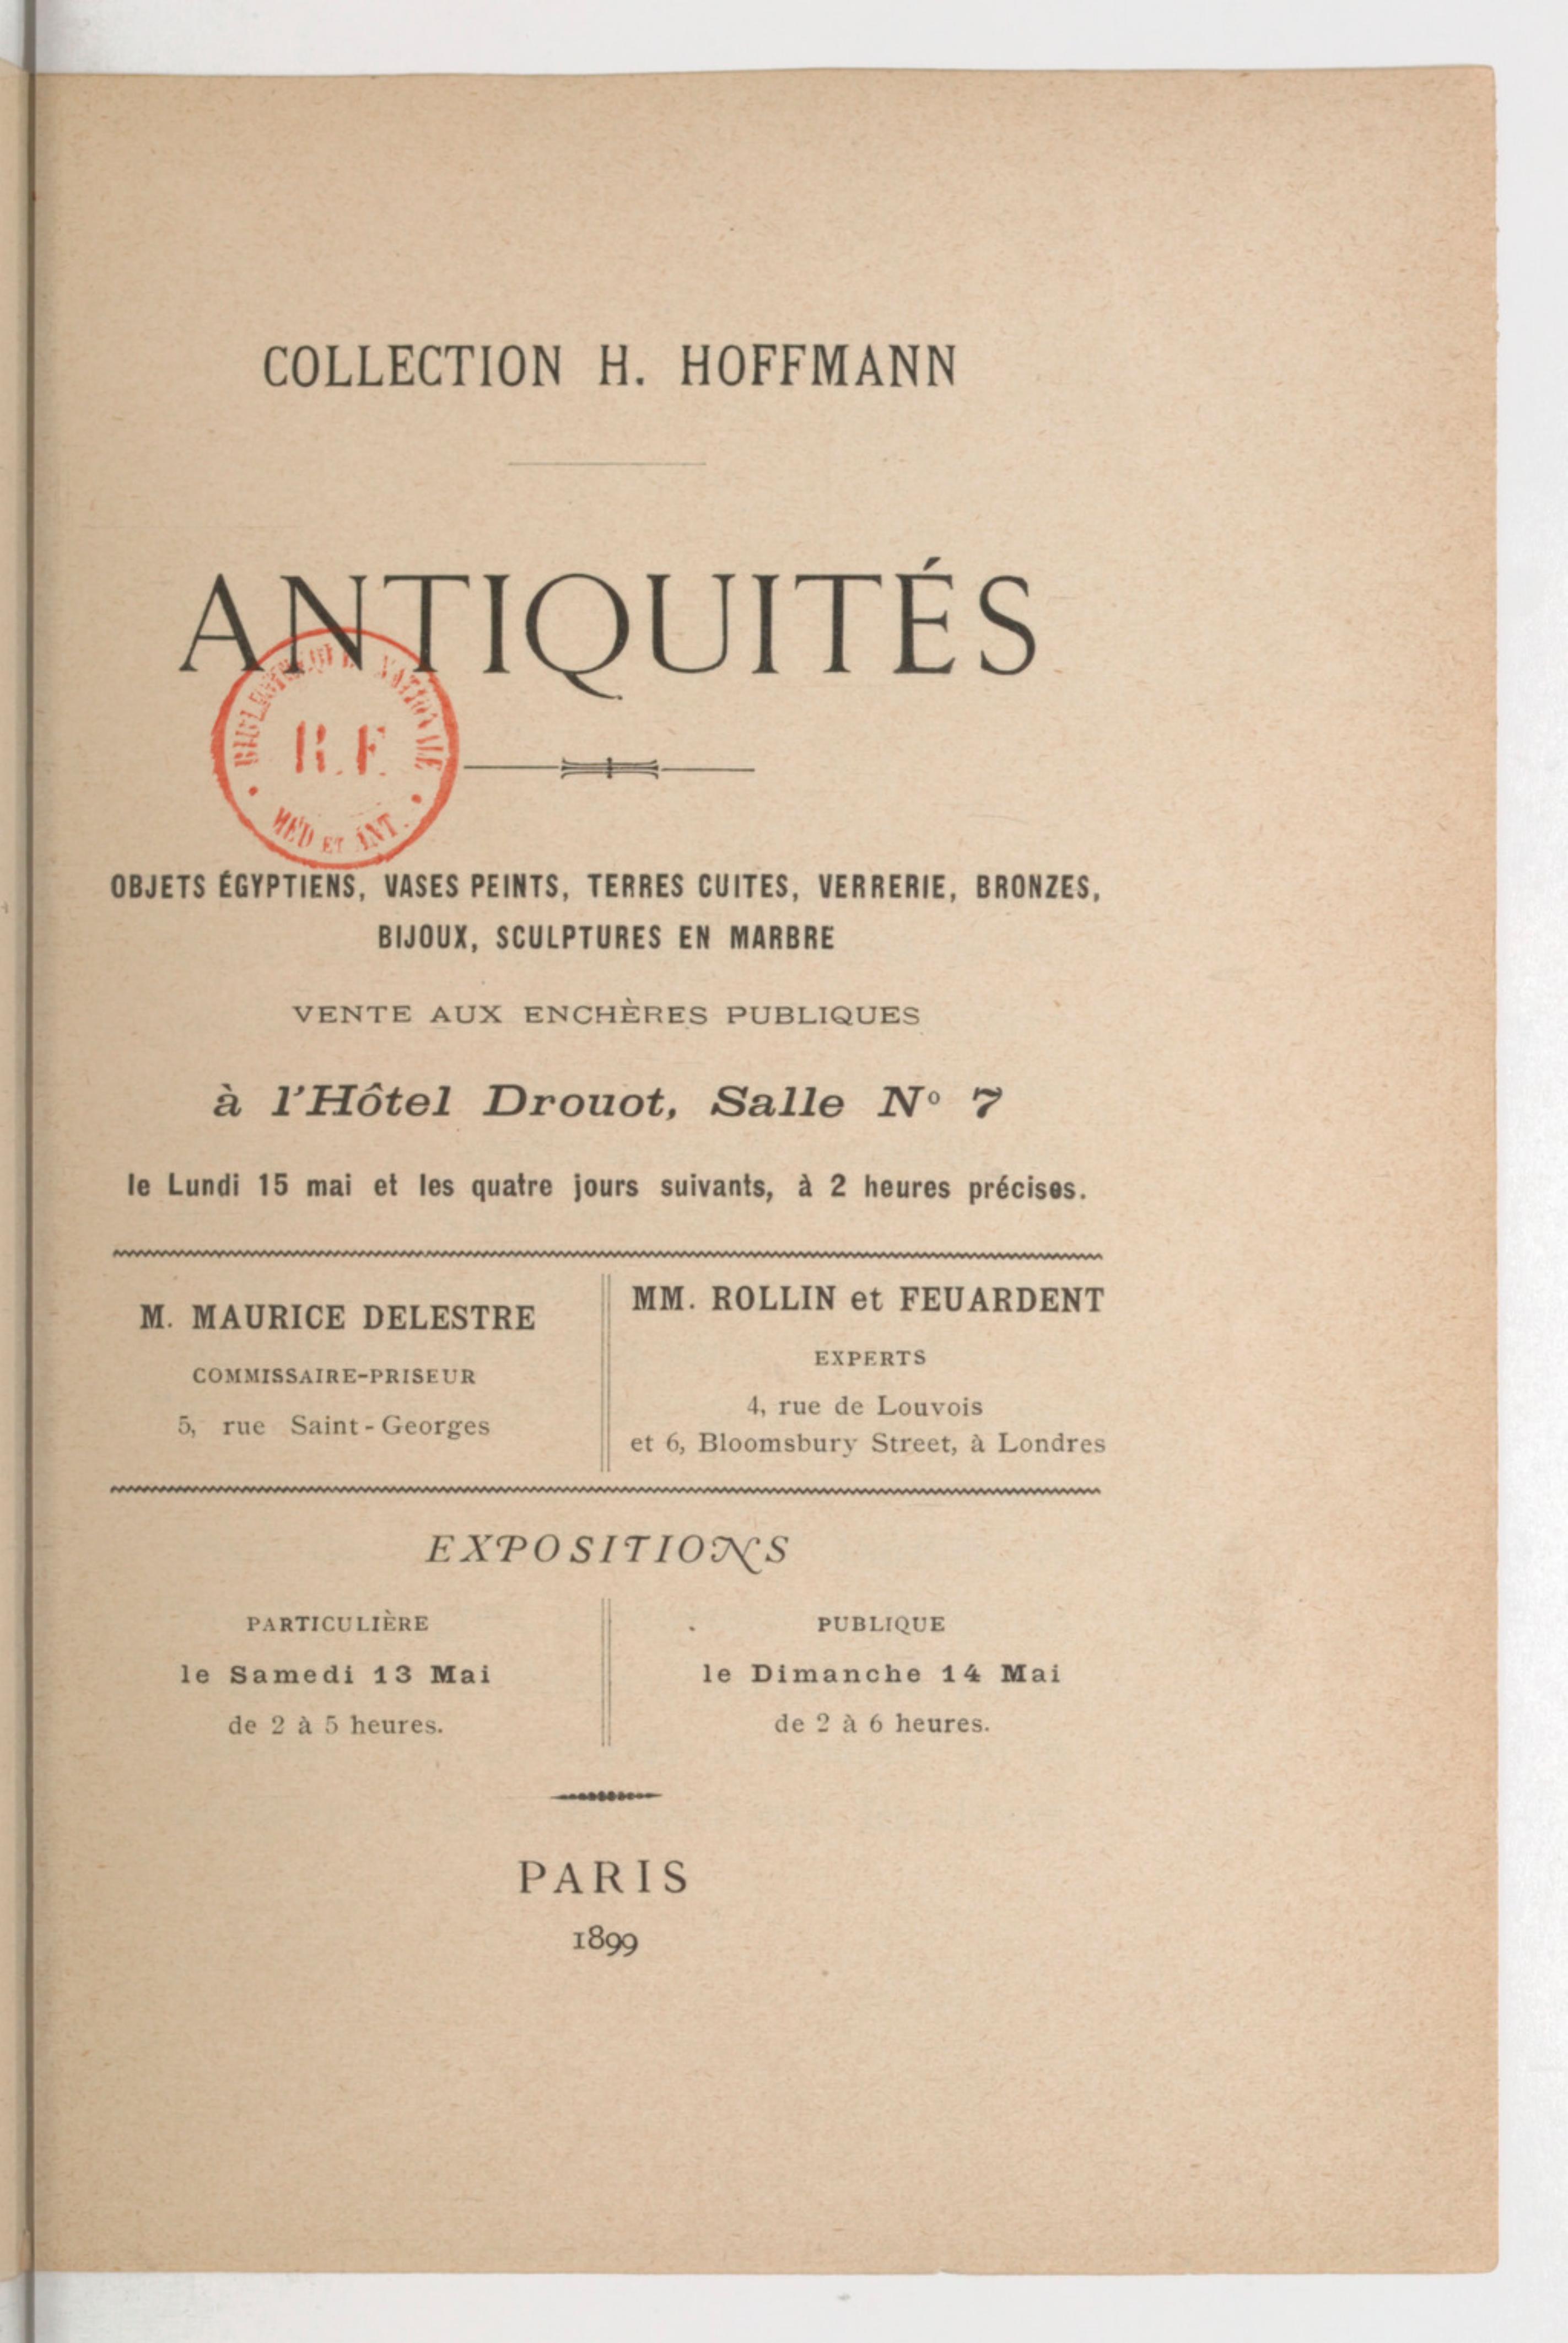 COLLECTION H. HOFFMANN
ANTIQUITÉS
BIBLIOTHÈQUE NATIONALE
R.F.
MÉD ET ANT.
OBJETS ÉGYPTIENS, VASES PEINTS, TERRES CUITES, VERRERIE, BRONZES,
BIJOUX, SCULPTURES EN MARBRE
VENTE AUX ENCHÈRES PUBLIQUES
à l'Hôtel Drouot, Salle Nº 7
le Lundi 15 mai et les quatre jours suivants, à 2 heures précises.
M. MAURICE DELESTRE
COMMISSAIRE-PRISEUR
5, rue Saint-Georges
MM. ROLLIN et FEUARDENT
EXPERTS
4, rue de Louvois
et 6, Bloomsbury Street, à Londres
EXPOSITIONS
PARTICULIÈRE
le Samedi 13 Mai
de 2 à 5 heures.
PUBLIQUE
le Dimanche 14 Mai
de 2 à 6 heures.
PARIS
1899